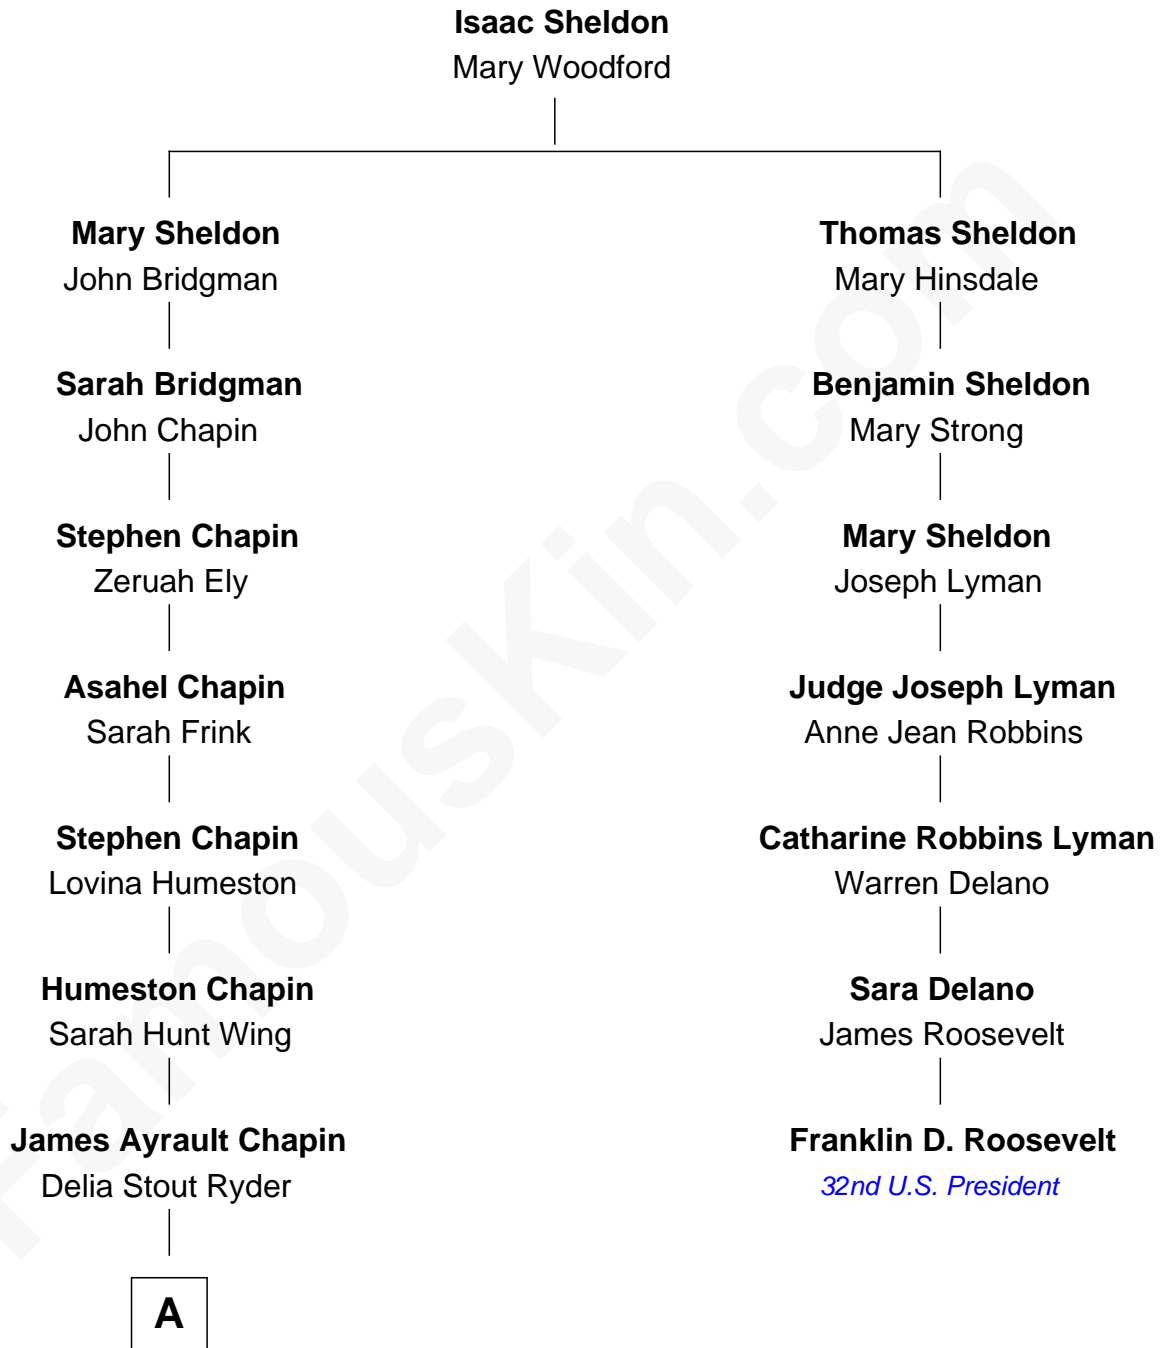 Isaac Sheldon
Mary Woodford
Mary Sheldon
John Bridgman
Sarah Bridgman
John Chapin
Stephen Chapin
Zeruah Ely
Asahel Chapin
Sarah Frink
Stephen Chapin
Lovina Humeston
Humeston Chapin
Sarah Hunt Wing
James Ayrault Chapin
Delia Stout Ryder
A
Thomas Sheldon
Mary Hinsdale
Benjamin Sheldon
Mary Strong
Mary Sheldon
Joseph Lyman
Judge Joseph Lyman
Anne Jean Robbins
Catharine Robbins Lyman
Warren Delano
Sara Delano
James Roosevelt
Franklin D. Roosevelt
32nd U.S. President
FamousKin.com